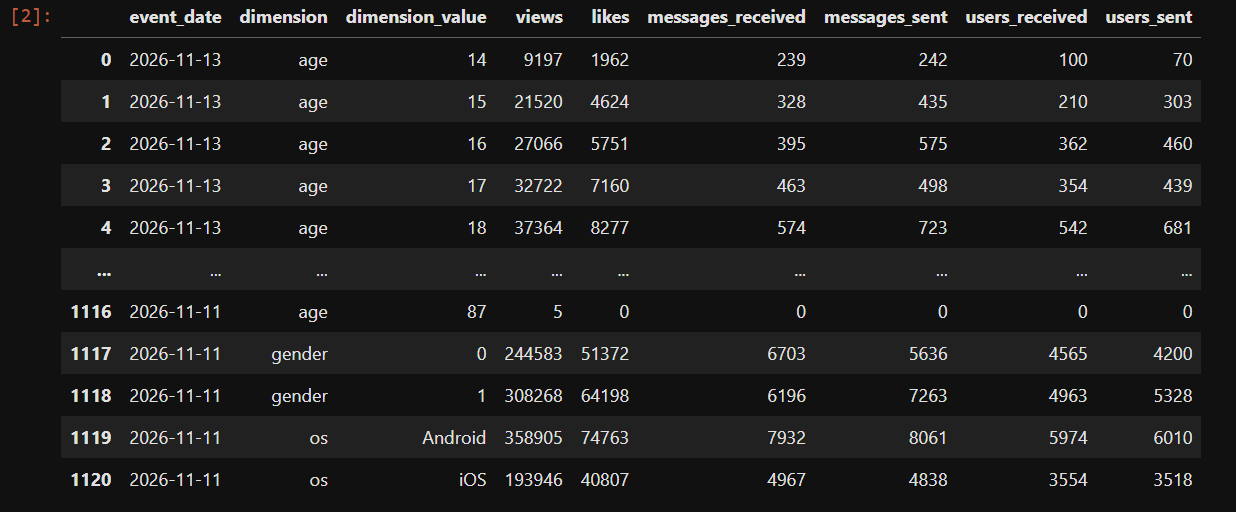 [2]: event_date dimension dimension_value views likes messages_received messages_sent users_received users_sent
0 2026-11-13 age 14 9197 1962 239 242 100 70
1 2026-11-13 age 15 21520 4624 328 435 210 303
2 2026-11-13 age 16 27066 5751 395 575 362 460
3 2026-11-13 age 17 32722 7160 463 498 354 439
4 2026-11-13 age 18 37364 8277 574 723 542 681
... ... ... ... ... ... ... ... ... ...
1116 2026-11-11 age 87 5 0 0 0 0 0
1117 2026-11-11 gender 0 244583 51372 6703 5636 4565 4200
1118 2026-11-11 gender 1 308268 64198 6196 7263 4963 5328
1119 2026-11-11 os Android 358905 74763 7932 8061 5974 6010
1120 2026-11-11 os iOS 193946 40807 4967 4838 3554 3518